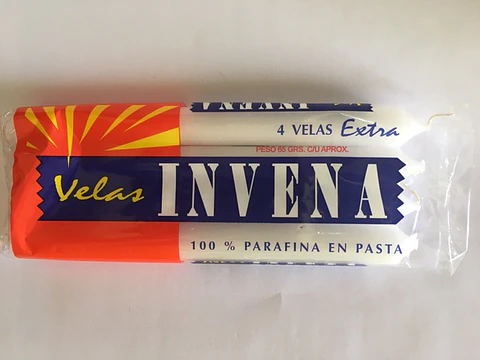 4 VELAS Extra
PESO 65 GRS. C/U APROX.
Velas INVENA
100 % PARAFINA EN PASTA